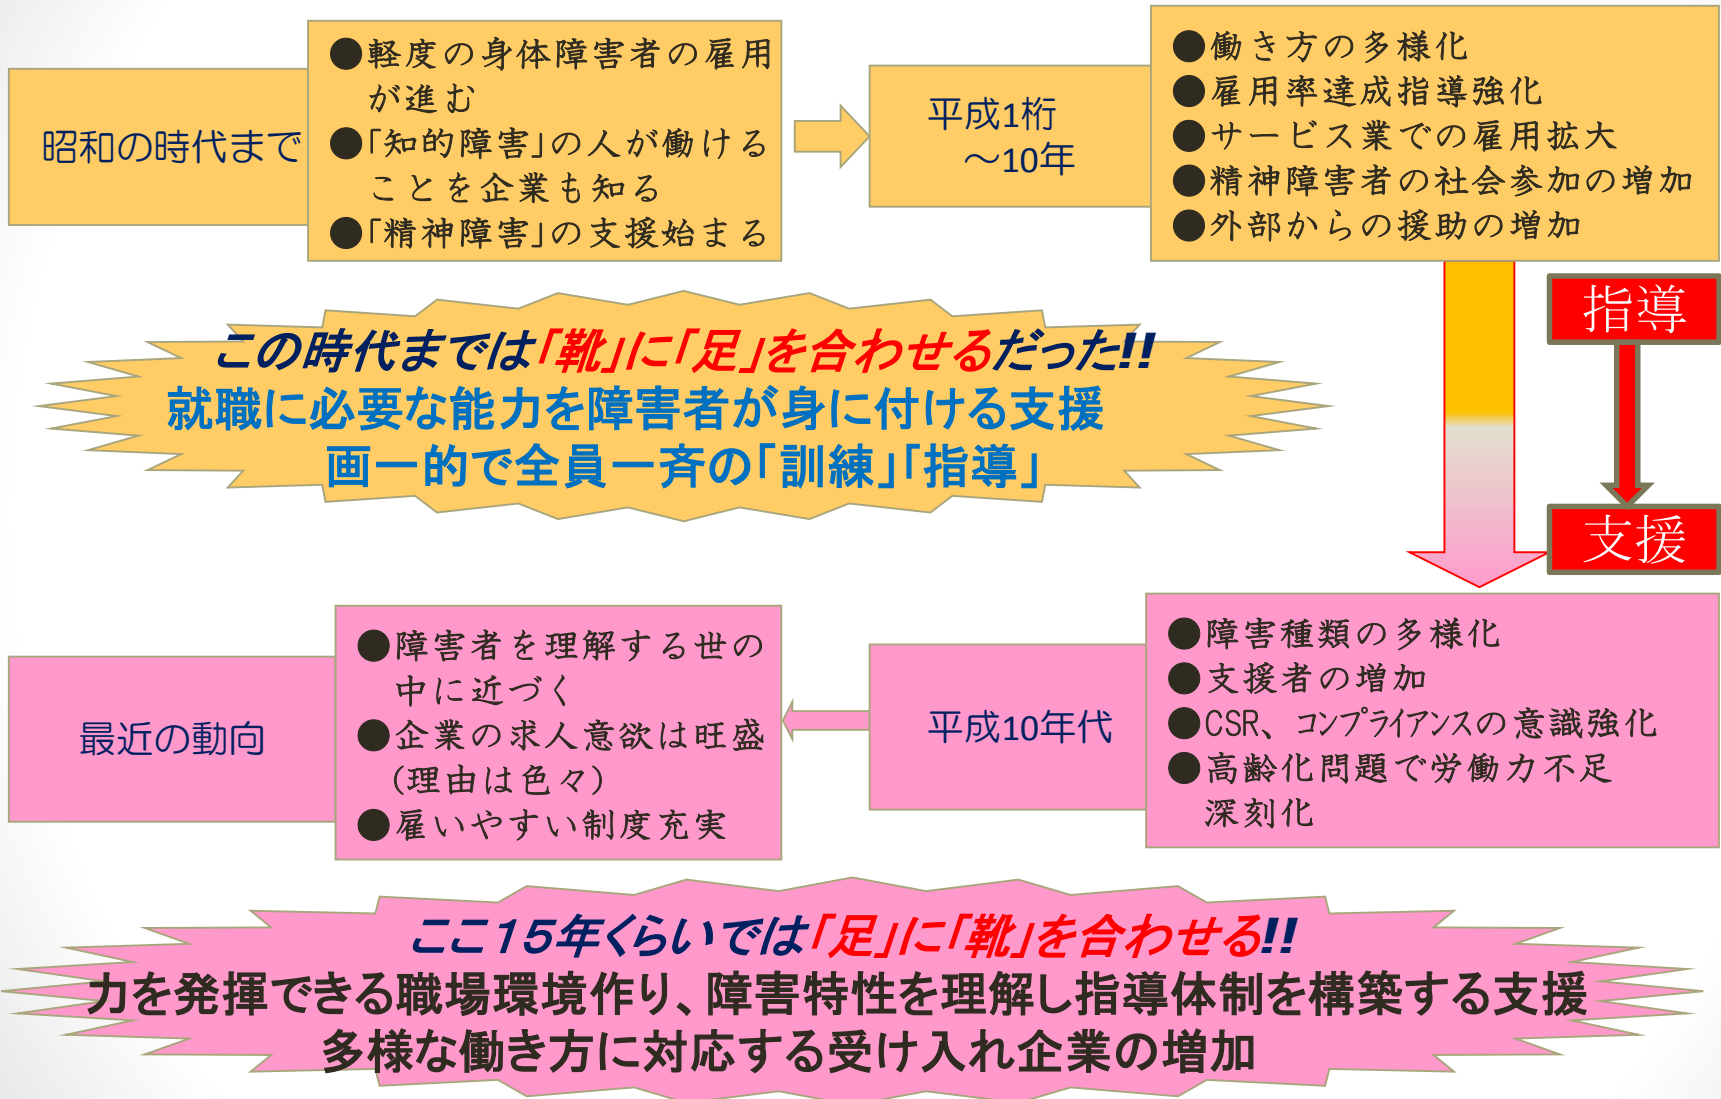 昭和の時代まで
●軽度の身体障害者の雇用
が進む
●「知的障害」の人が働ける
ことを企業も知る
●「精神障害」の支援始まる
平成1桁
～10年
●働き方の多様化
●雇用率達成指導強化
●サービス業での雇用拡大
●精神障害者の社会参加の増加
●外部からの援助の増加
指導
支援
この時代までは「靴」に「足」を合わせるだった!!
就職に必要な能力を障害者が身に付ける支援
画一的で全員一斉の「訓練」「指導」
●障害種類の多様化
●支援者の増加
●CSR、コンプライアンスの意識強化
●高齢化問題で労働力不足
深刻化
平成10年代
●障害者を理解する世の
中に近づく
●企業の求人意欲は旺盛
(理由は色々)
●雇いやすい制度充実
最近の動向
ここ１５年くらいでは「足」に「靴」を合わせる!!
力を発揮できる職場環境作り、障害特性を理解し指導体制を構築する支援
多様な働き方に対応する受け入れ企業の増加